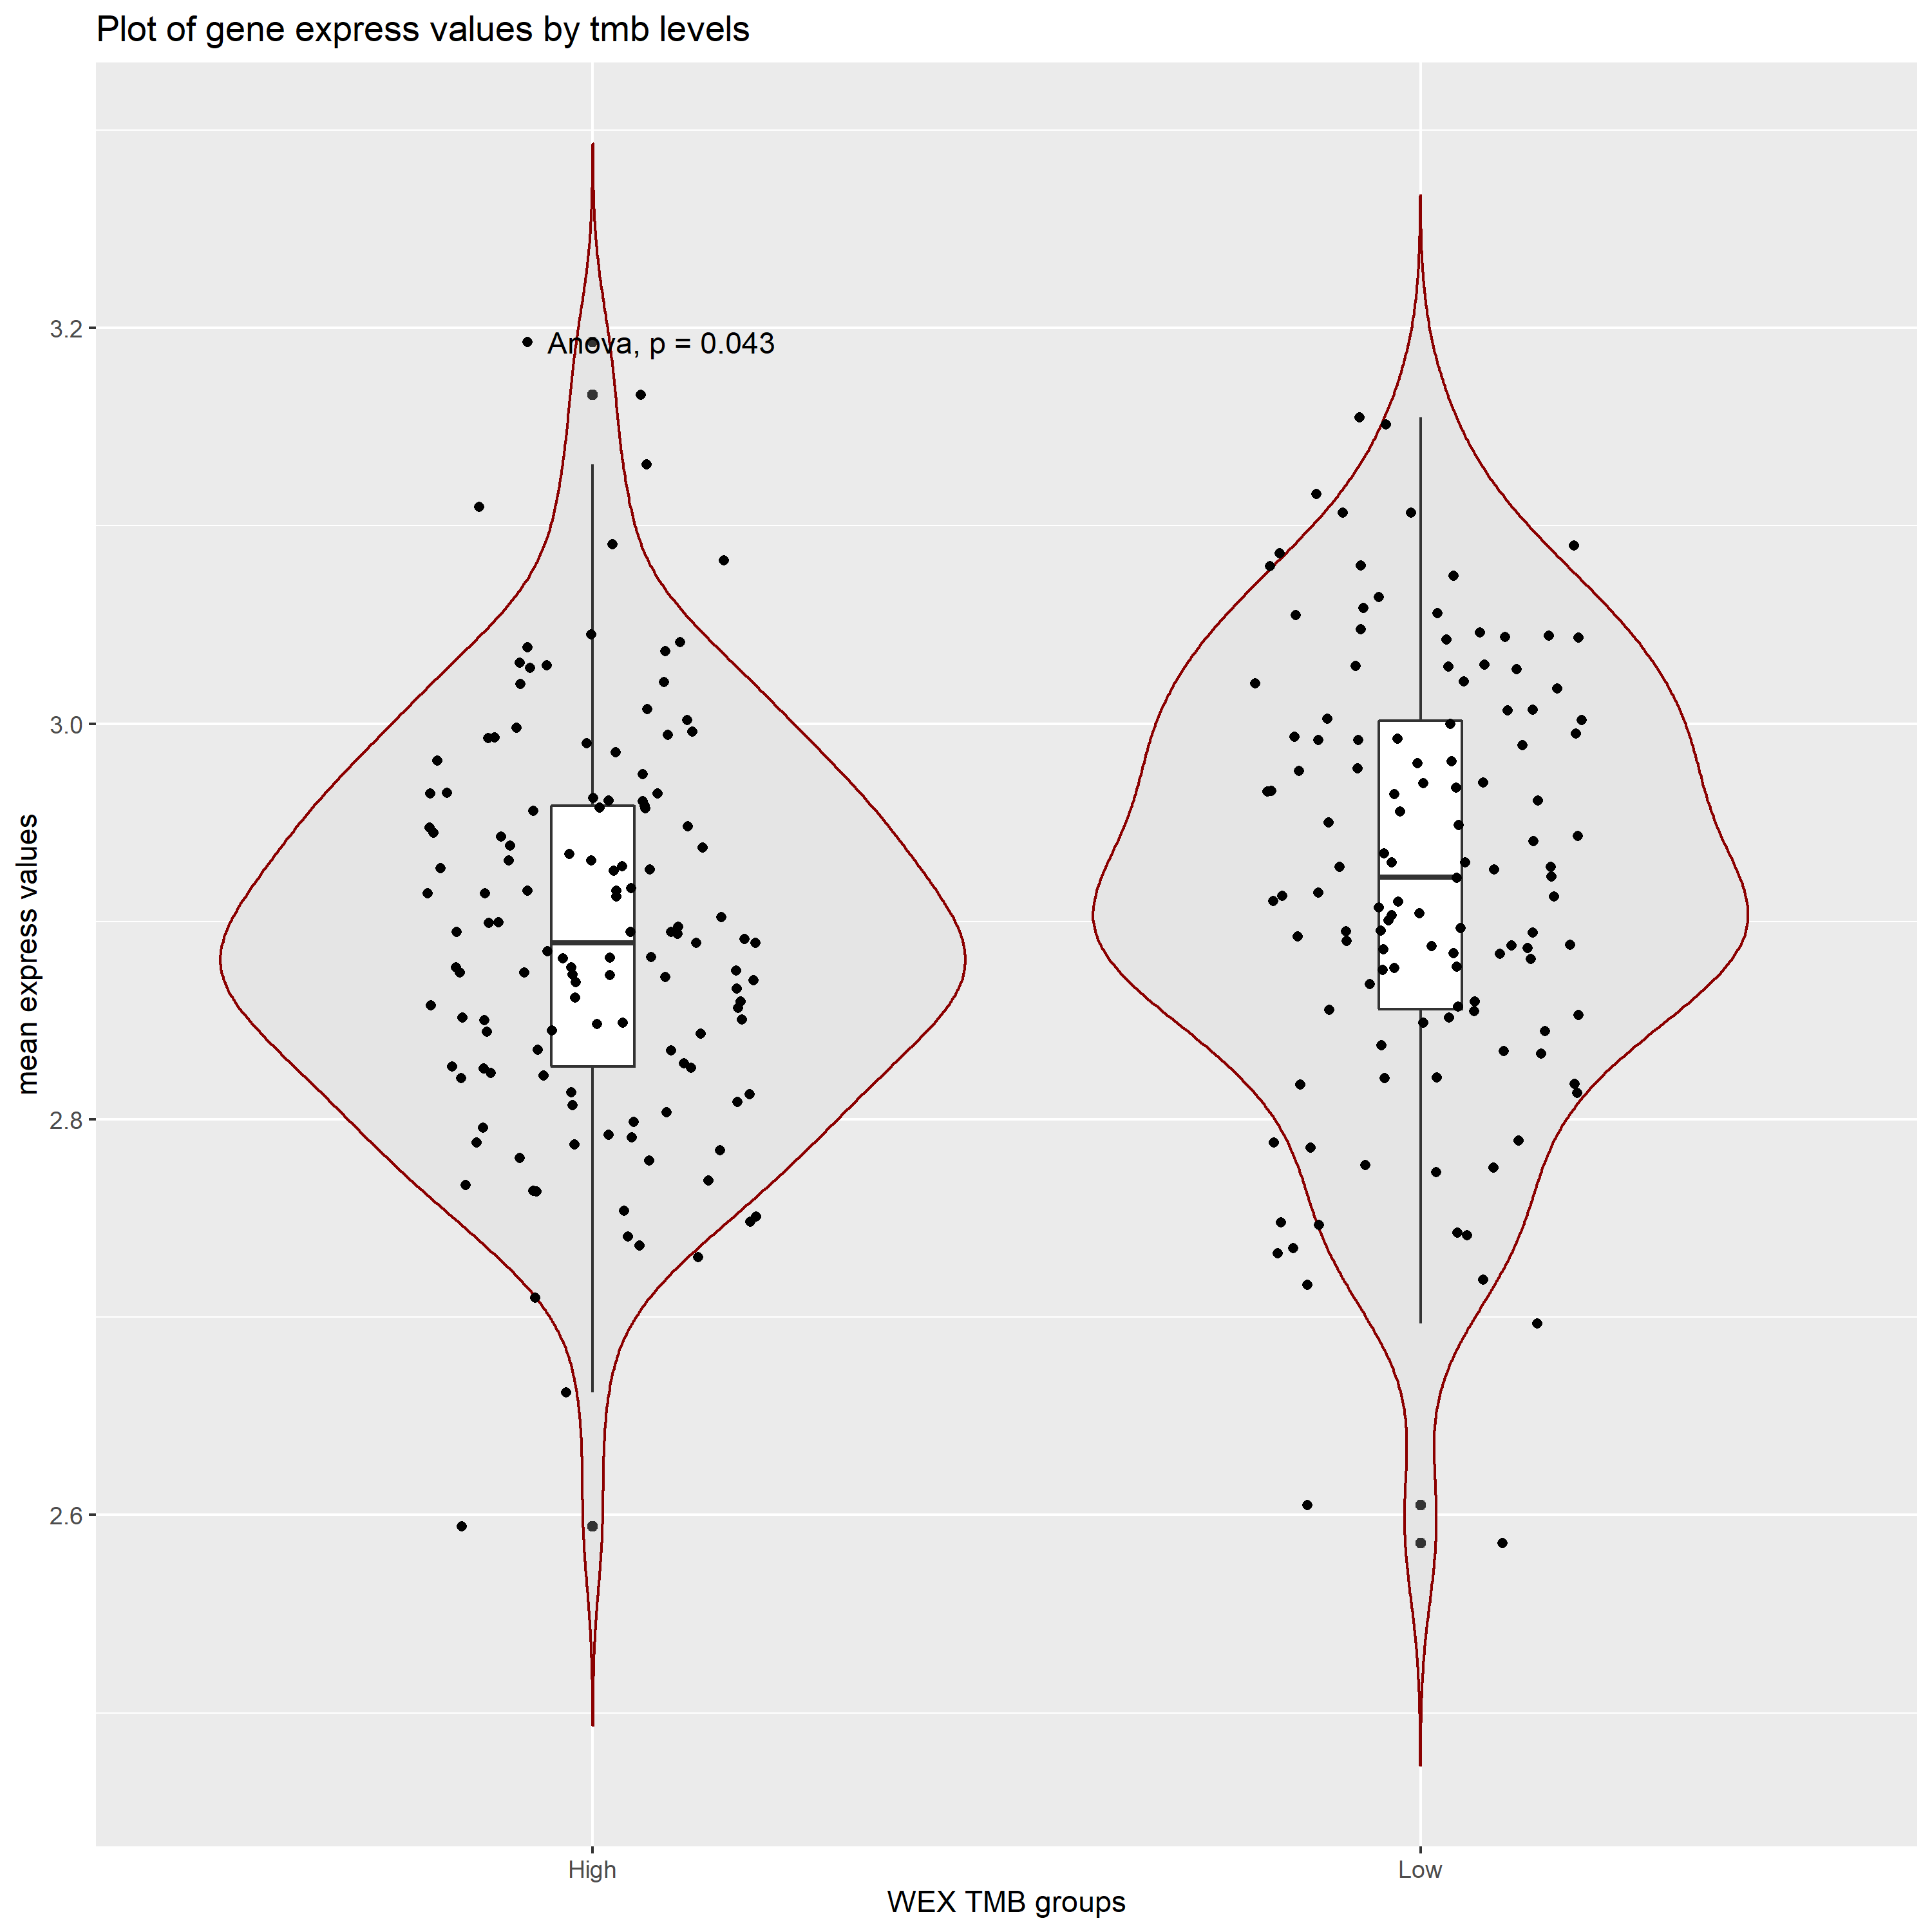 Plot of gene express values by tmb levels
mean express values
3.2
3.0
2.8
2.6
Anova, p = 0.043
High
Low
WEX TMB groups